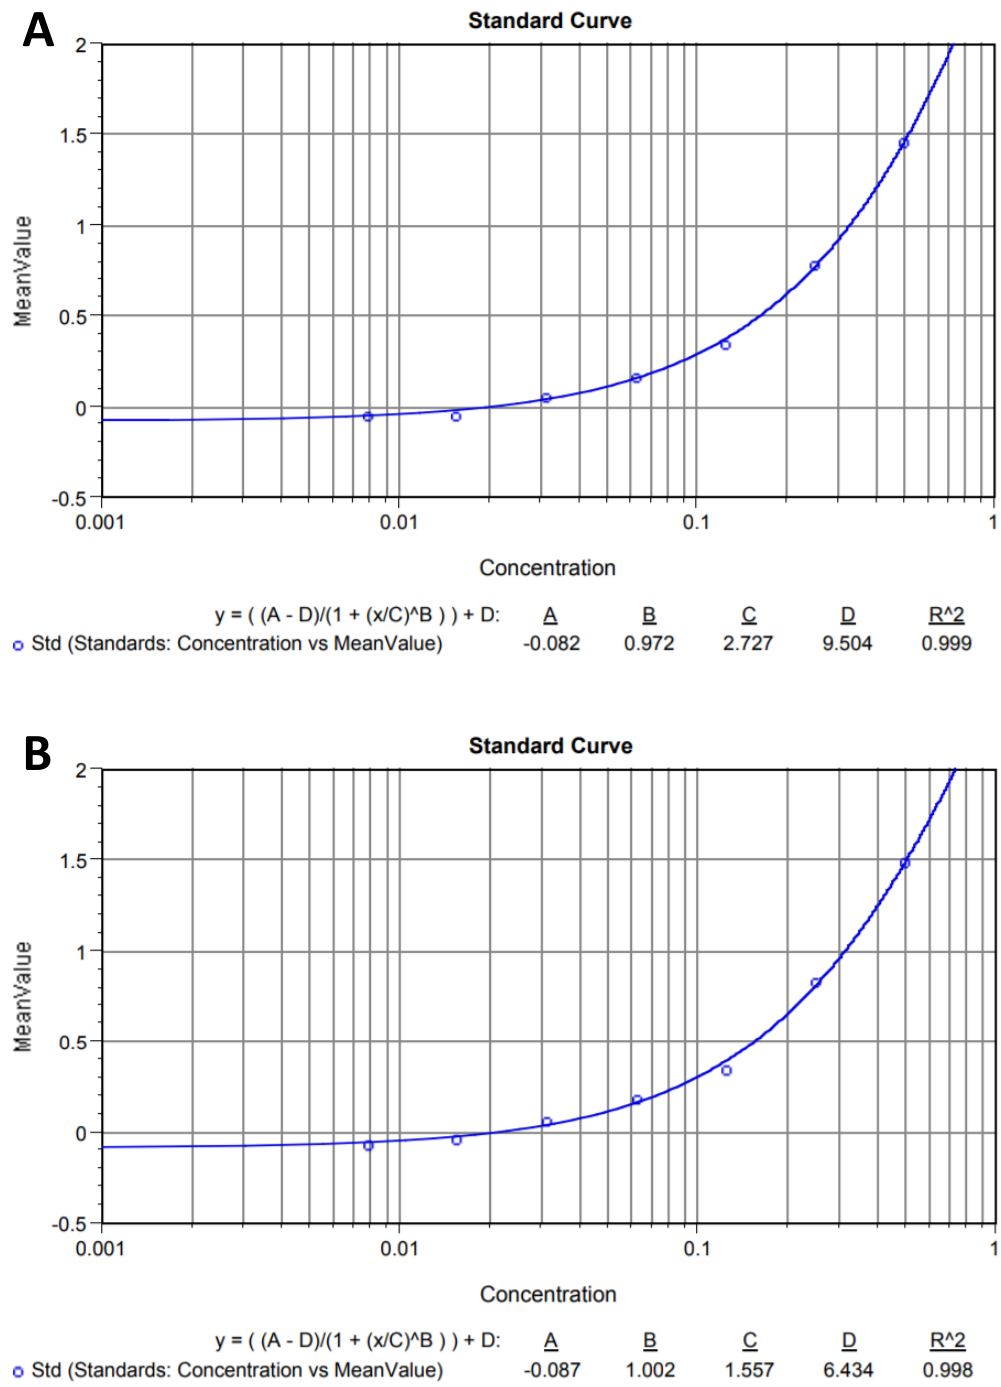 A
Standard Curve
2
1.5
1
0.5
0
-0.5
MeanValue
0.001 0.01 0.1 1
Concentration
y = ( (A - D)/(1 + (x/C)^B ) ) + D: A B C D R^2
Std (Standards: Concentration vs MeanValue) -0.082 0.972 2.727 9.504 0.999
B
Standard Curve
2
1.5
1
0.5
0
-0.5
MeanValue
0.001 0.01 0.1 1
Concentration
y = ( (A - D)/(1 + (x/C)^B ) ) + D: A B C D R^2
Std (Standards: Concentration vs MeanValue) -0.087 1.002 1.557 6.434 0.998